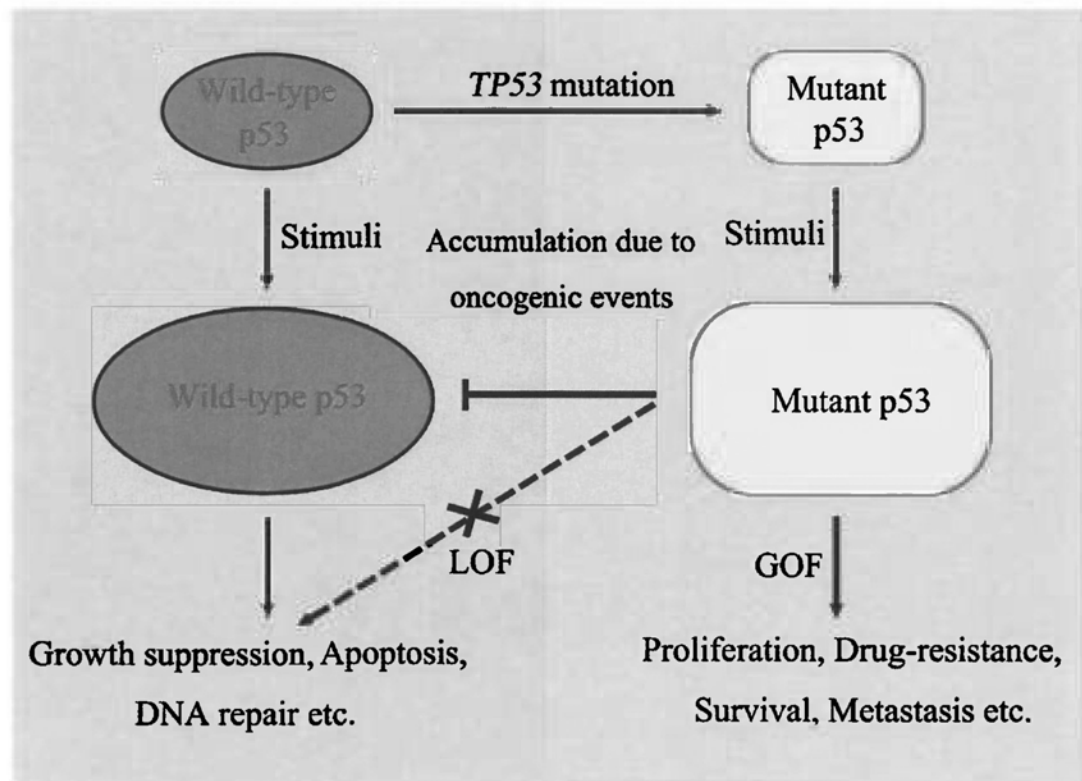 Wild-type
p53
TP53 mutation
Mutant
p53
Stimuli
Accumulation due to
oncogenic events
Stimuli
Wild-type p53
Mutant p53
LOF
GOF
Growth suppression, Apoptosis,
DNA repair etc.
Proliferation, Drug-resistance,
Survival, Metastasis etc.